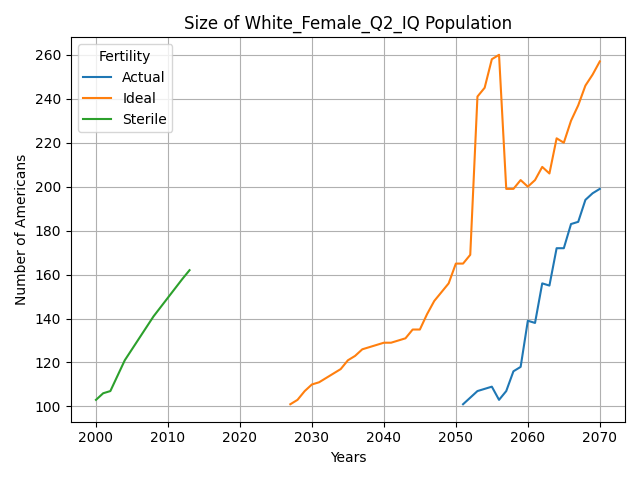 Size of White_Female_Q2_IQ Population
Fertility
Actual
Ideal
Sterile
Number of Americans
260
240
220
200
180
160
140
120
100
2000 2010 2020 2030 2040 2050 2060 2070
Years